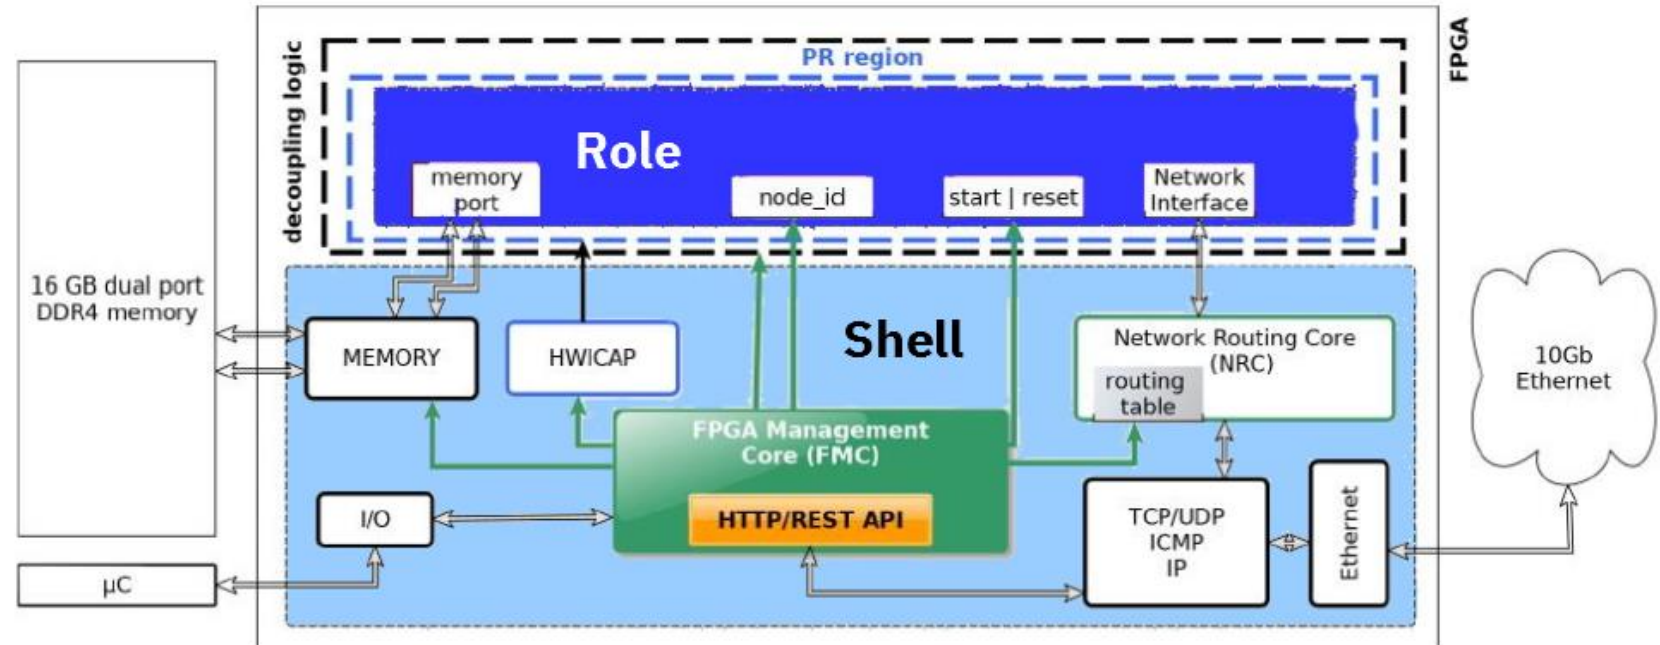 FPGA
decoupling logic
PR region
Role
memory
port
node_id
start | reset
Network
Interface
16 GB dual port
DDR4 memory
Shell
MEMORY
HWICAP
Network Routing Core
(NRC)
routing
table
10Gb
Ethernet
FPGA Management
Core (FMC)
HTTP/REST API
I/O
TCP/UDP
ICMP
IP
Ethernet
µC